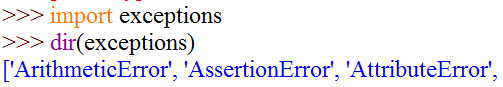 >>> import exceptions
>>> dir(exceptions)
['ArithmeticError', 'AssertionError', 'AttributeError',